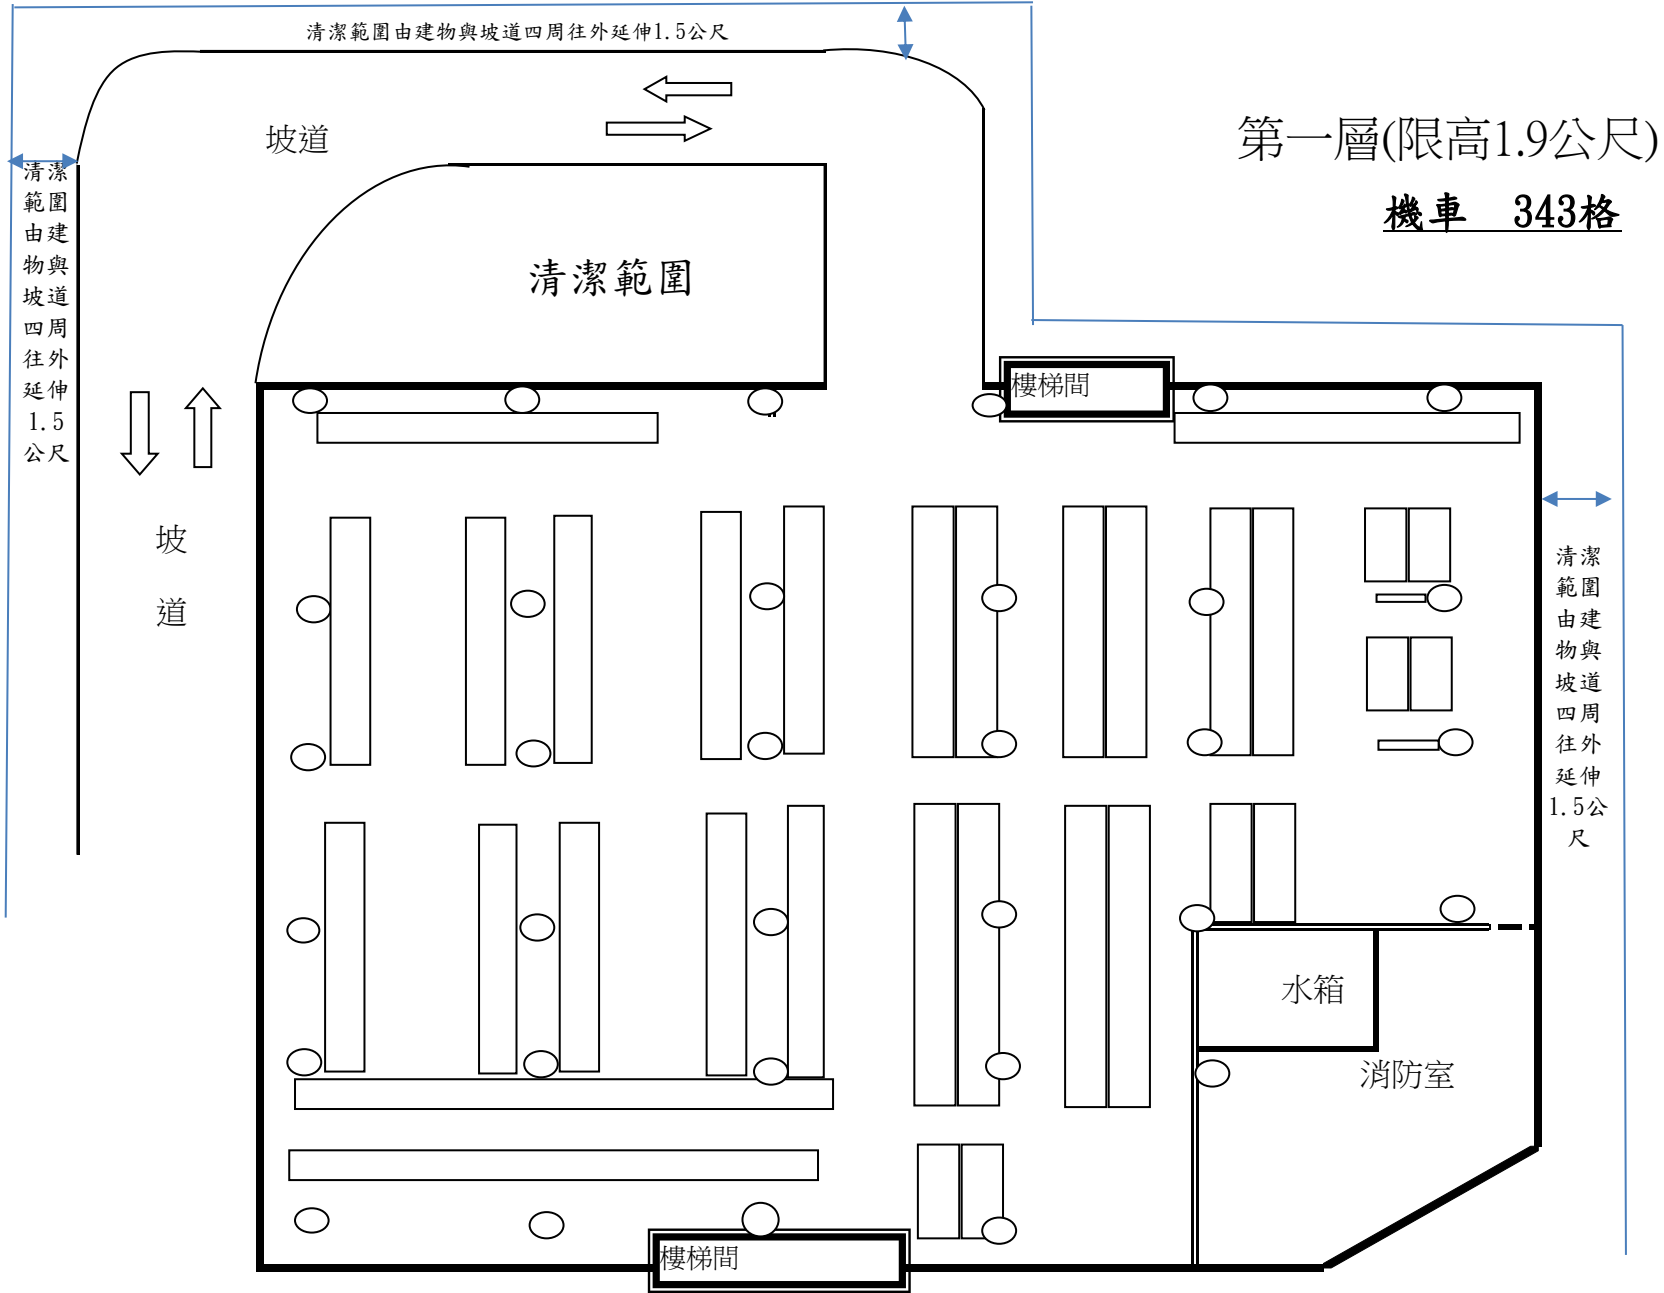 清潔範圍由建物與坡道四周往外延伸1.5公尺
坡道
第一層(限高1.9公尺)
機車　343格
清潔
範圍
由建
物與
坡道
四周
往外
延伸
1.5
公尺
清潔範圍
樓梯間
坡
道
清潔
範圍
由建
物與
坡道
四周
往外
延伸
1.5公
尺
水箱
消防室
樓梯間